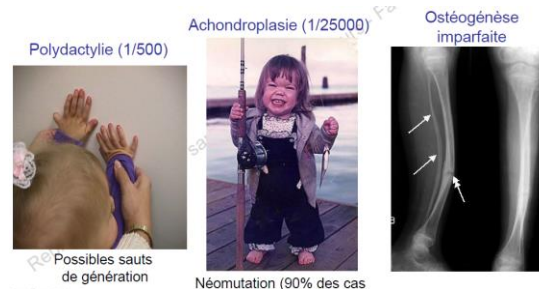 Polydactylie (1/500)
Achondroplasie (1/25000)
Ostéogénèse
imparfaite
Possibles sauts
de génération
Néomutation (90% des cas